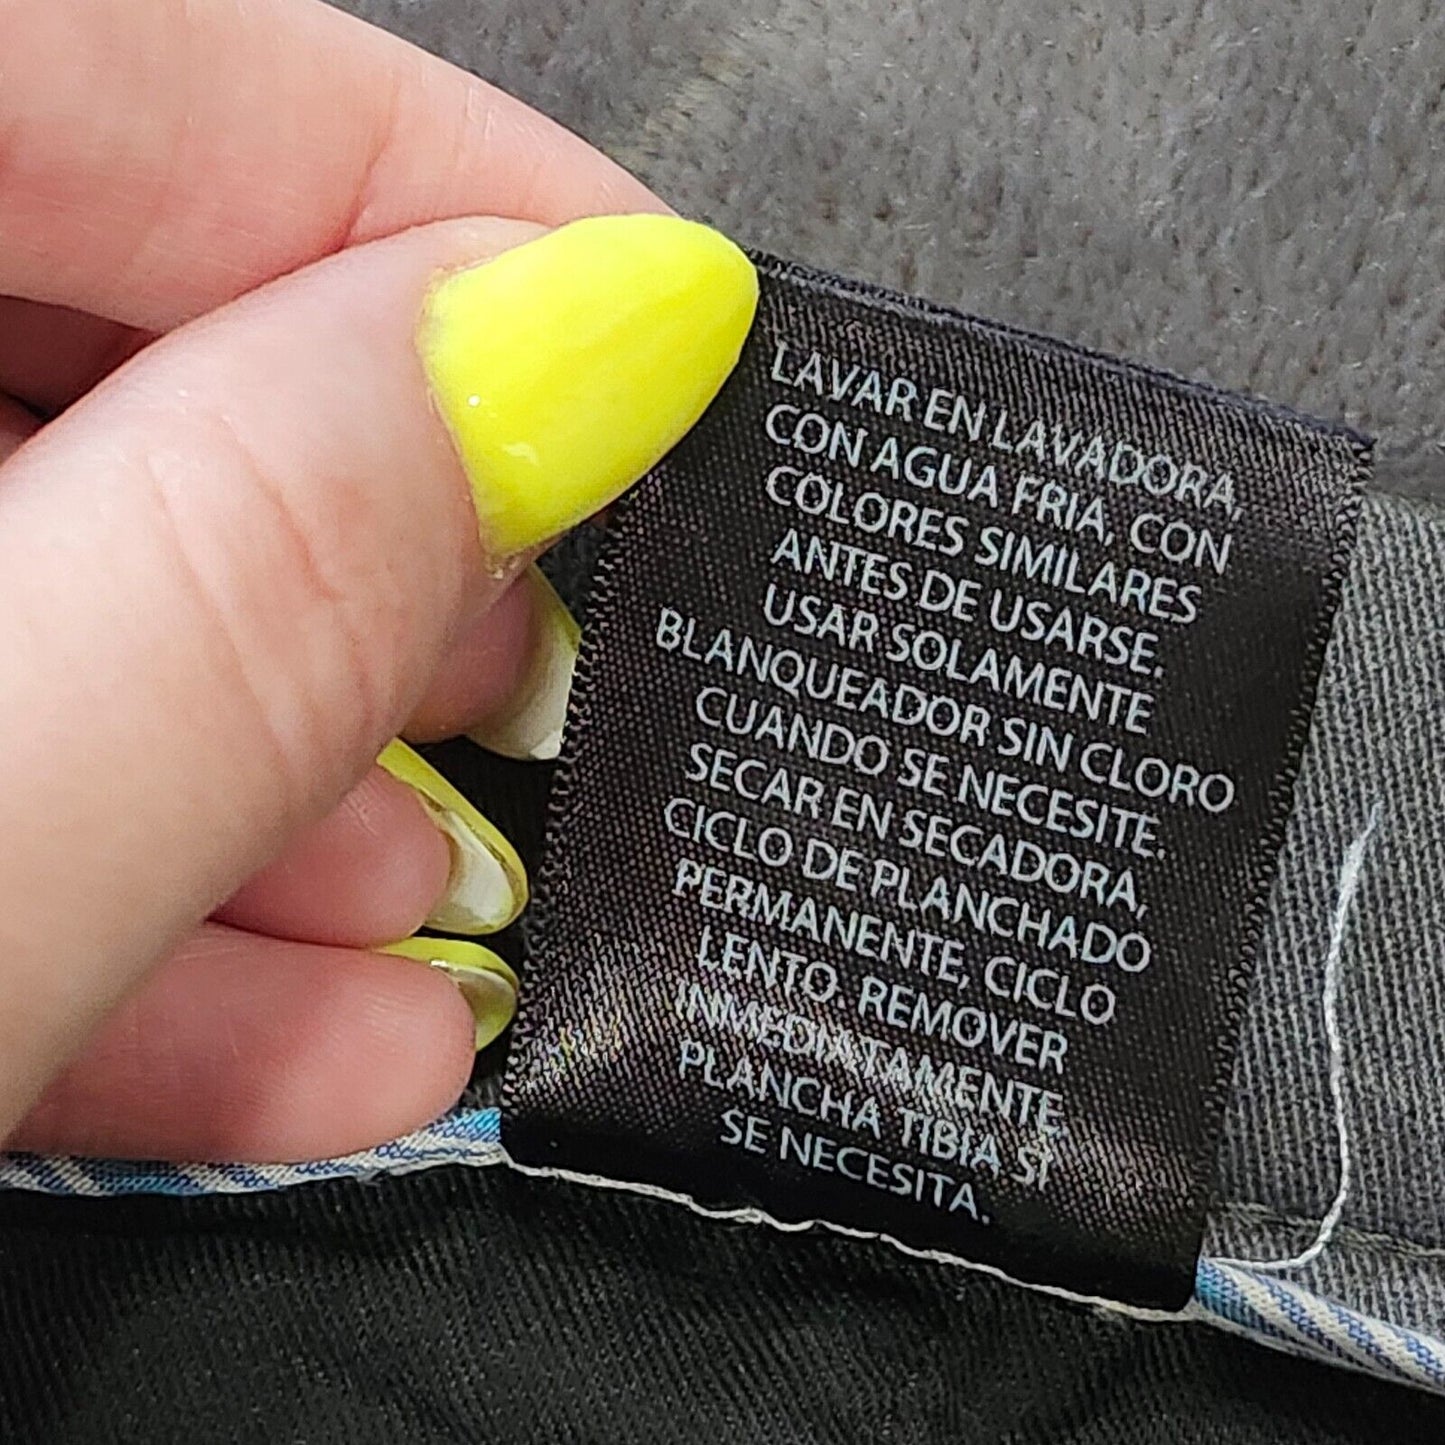 LAVAR EN LAVADORA,
CON AGUA FRIA, CON
COLORES SIMILARES
ANTES DE USARSE.
USAR SOLAMENTE
BLANQUEADOR SIN CLORO
CUANDO SE NECESITE.
SECAR EN SECADORA,
CICLO DE PLANCHADO
PERMANENTE, CICLO
LENTO. REMOVER
INMEDIATAMENTE.
PLANCHA TIBIA SI
SE NECESITA.